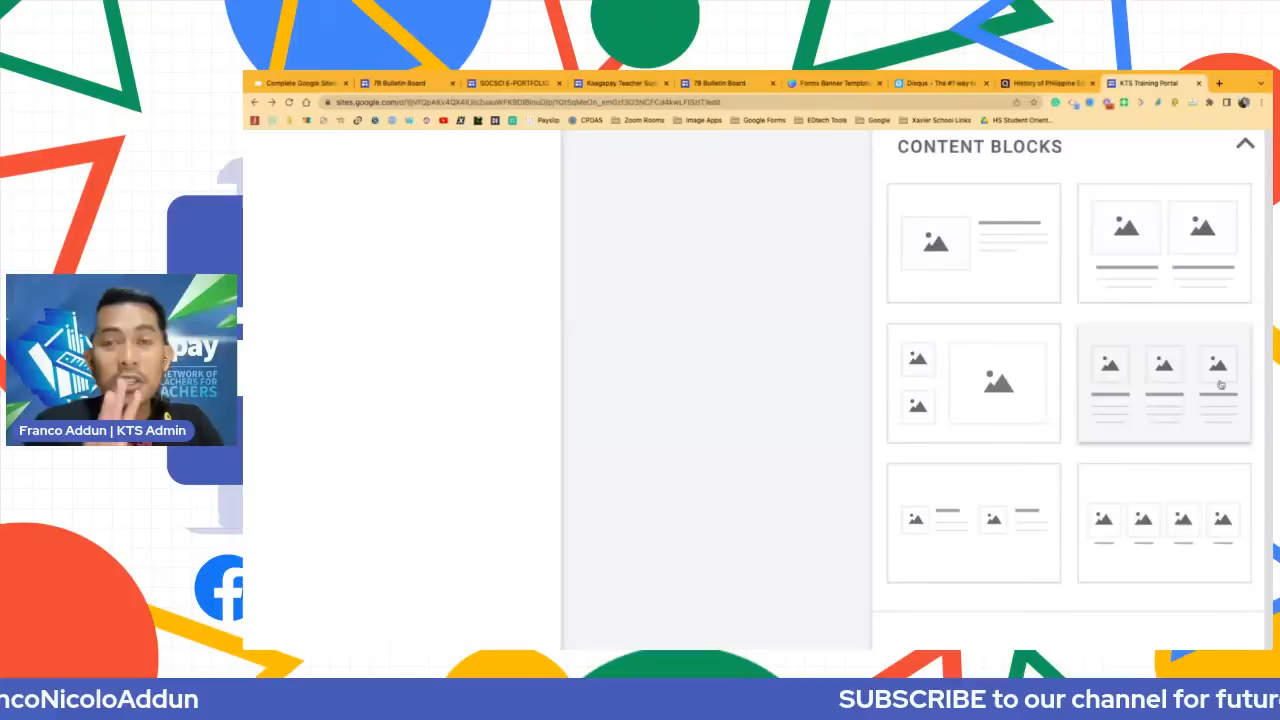 Complete Google Sites
7B Bulletin Board
SOCSCI E-PORTFOLIO
Kaagapay Teacher Sup
7B Bulletin Board
Forms Banner Templat
Disqus - The #1 way to
History of Philippine Ed
KTS Training Portal
Payslip
CPDAS
Zoom Rooms
Image Apps
Google Forms
EDtech Tools
Google
Xavier School Links
HS Student Orient...
CONTENT BLOCKS
pay
NETWORK OF
TEACHERS FOR
TEACHERS
Franco Addun | KTS Admin
ncoNicoloAddun
SUBSCRIBE to our channel for futur